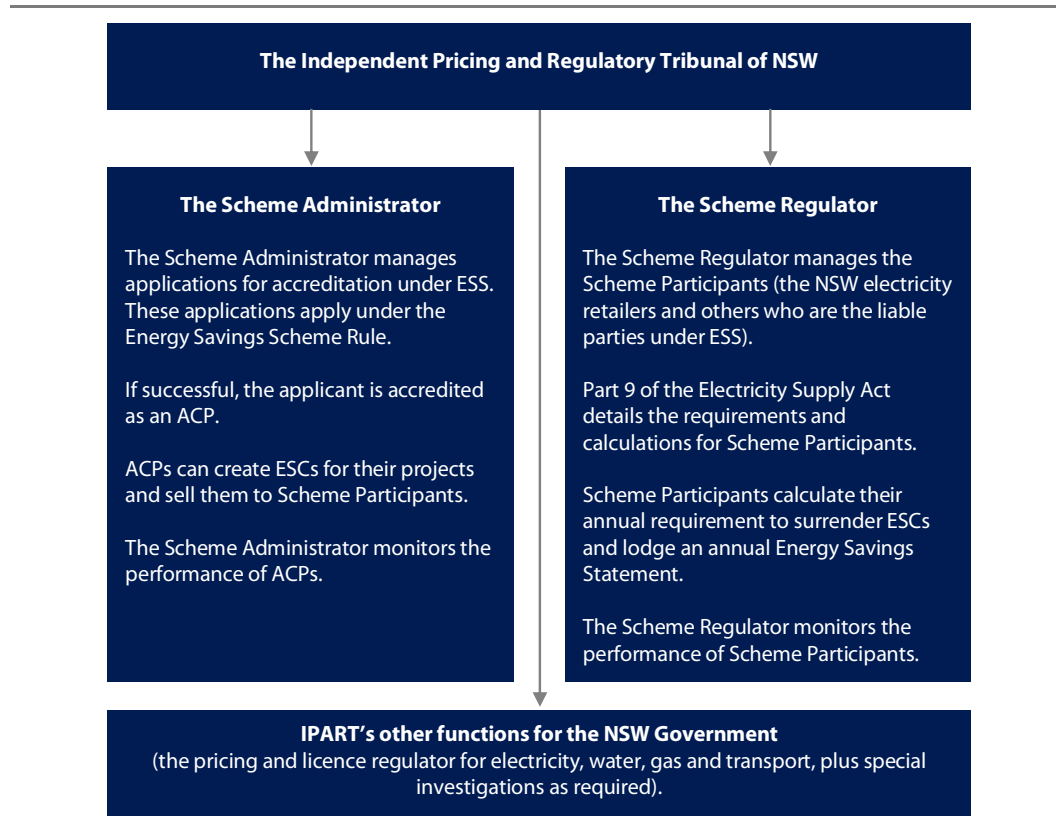 The Independent Pricing and Regulatory Tribunal of NSW
The Scheme Administrator
The Scheme Administrator manages
applications for accreditation under ESS.
These applications apply under the
Energy Savings Scheme Rule.
If successful, the applicant is accredited
as an ACP.
ACPs can create ESCs for their projects
and sell them to Scheme Participants.
The Scheme Administrator monitors the
performance of ACPs.
The Scheme Regulator
The Scheme Regulator manages the
Scheme Participants (the NSW electricity
retailers and others who are the liable
parties under ESS).
Part 9 of the Electricity Supply Act
details the requirements and
calculations for Scheme Participants.
Scheme Participants calculate their
annual requirement to surrender ESCs
and lodge an annual Energy Savings
Statement.
The Scheme Regulator monitors the
performance of Scheme Participants.
IPART's other functions for the NSW Government
(the pricing and licence regulator for electricity, water, gas and transport, plus special
investigations as required).